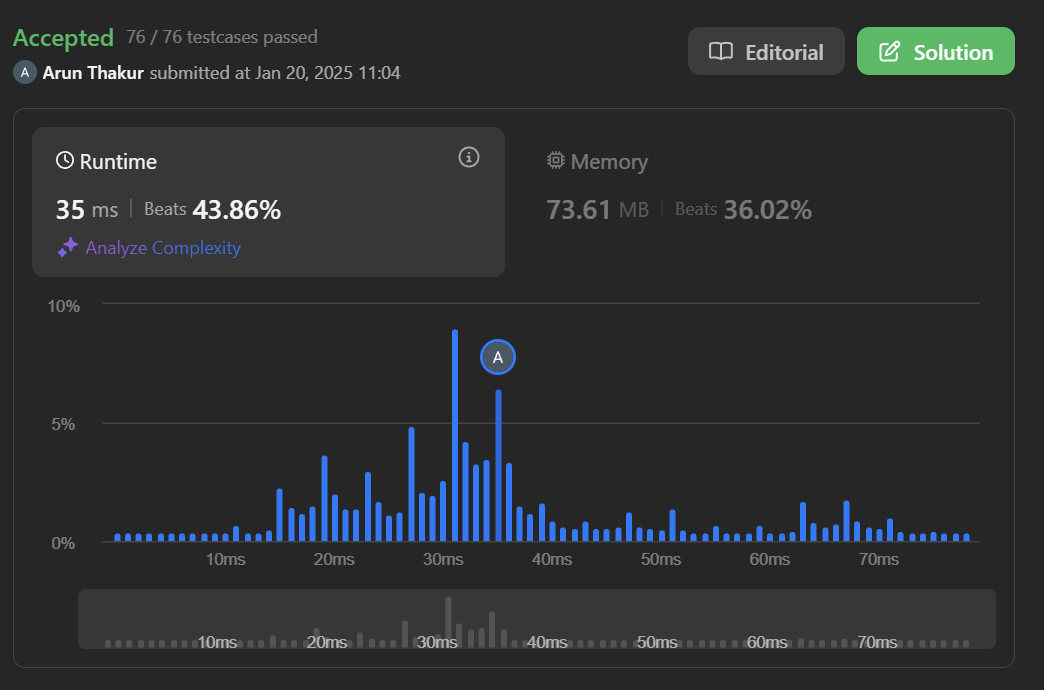 Accepted 76 / 76 testcases passed
Editorial
Solution
A Arun Thakur submitted at Jan 20, 2025 11:04
Runtime
Memory
35 ms | Beats 43.86%
73.61 MB | Beats 36.02%
Analyze Complexity
10%
A
5%
0%
10ms 20ms 30ms 40ms 50ms 60ms 70ms
10ms 20ms 30ms 40ms 50ms 60ms 70ms